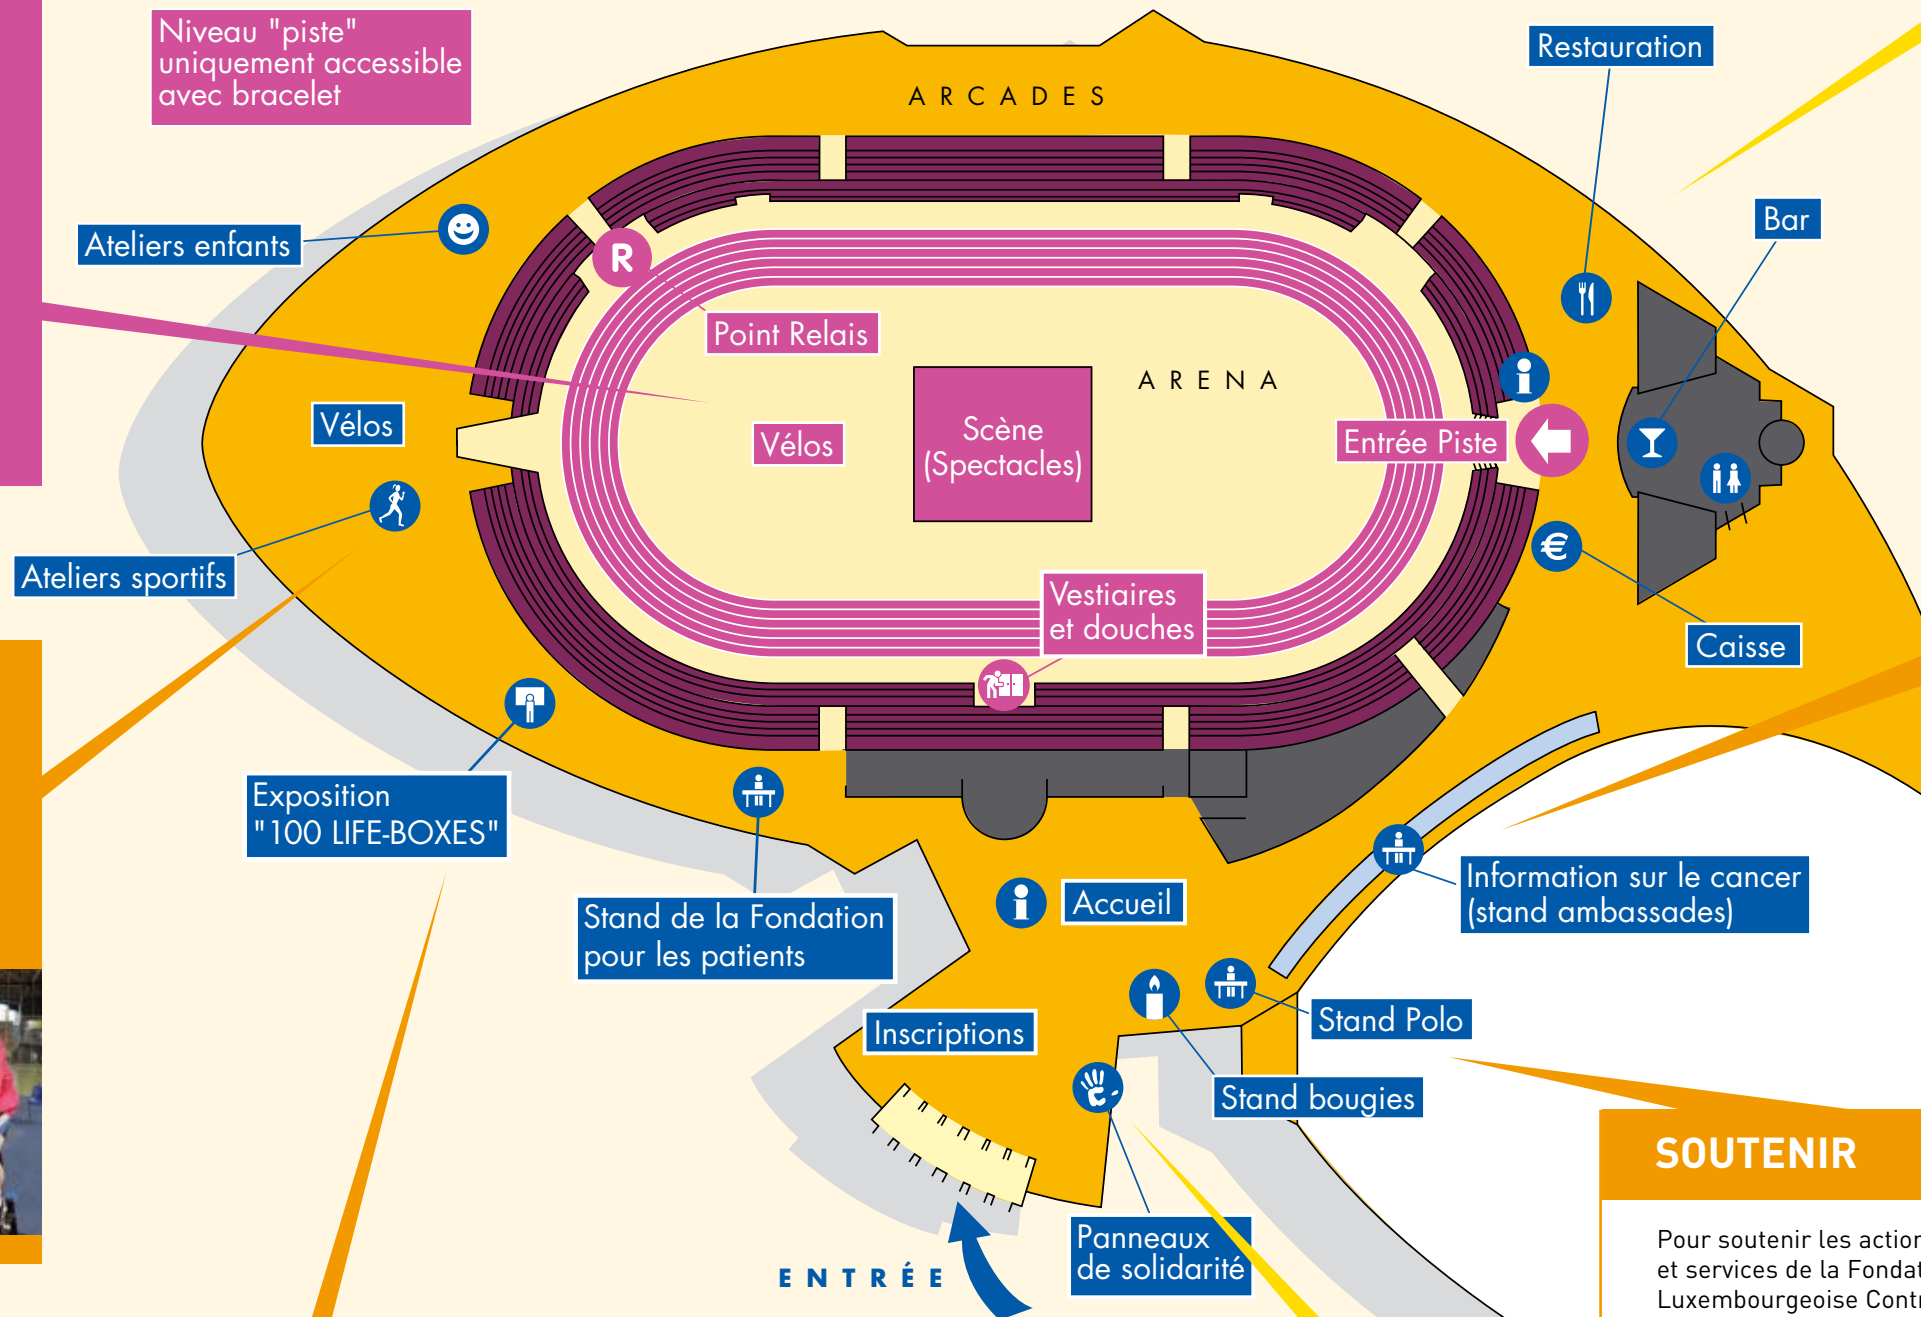 Niveau "piste"
uniquement accessible
avec bracelet
ARCADES
Restauration
Bar
Ateliers enfants
R
Point Relais
ARENA
Vélos
Vélos
Scène
(Spectacles)
Entrée Piste
€
Ateliers sportifs
Vestiaires
et douches
Caisse
Exposition
"100 LIFE-BOXES"
Stand de la Fondation
pour les patients
Accueil
Information sur le cancer
(stand ambassades)
Inscriptions
Stand Polo
Stand bougies
Panneaux
de solidarité
ENTRÉE
SOUTENIR
Pour soutenir les action
et services de la Fondat
Luxembourgeoise Contr